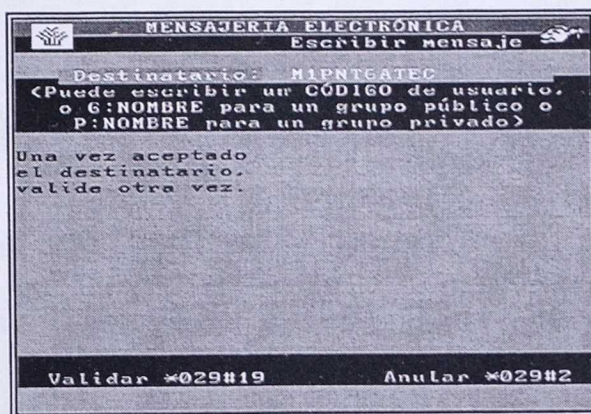 MENSAJERIA ELECTRÓNICA
Escribir mensaje
Destinatario: M1PNTGATEC
(Puede escribir un CÓDIGO de usuario,
o G:NOMBRE para un grupo público o
P:NOMBRE para un grupo privado)
Una vez aceptado
el destinatario,
valide otra vez.
Validar *029#19 Anular *029#2